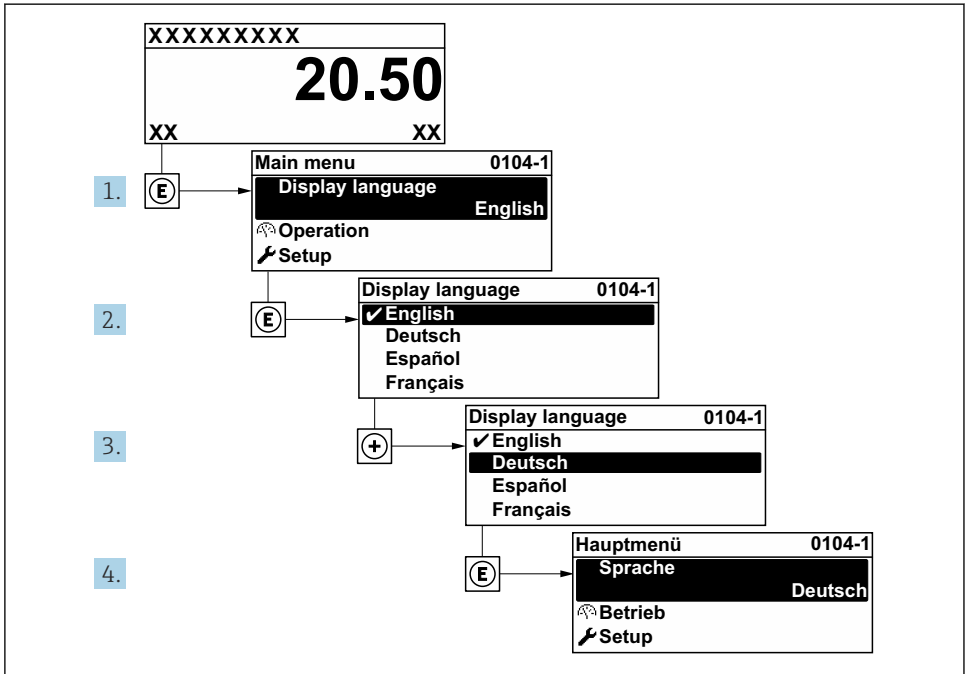 XXXXXXXXX
20.50
XX XX
1. E
Main menu 0104-1
Display language
English
Operation
Setup
2. E
Display language 0104-1
✔English
Deutsch
Español
Français
3. +
Display language 0104-1
✔English
Deutsch
Español
Français
4. E
Hauptmenü 0104-1
Sprache
Deutsch
Betrieb
Setup